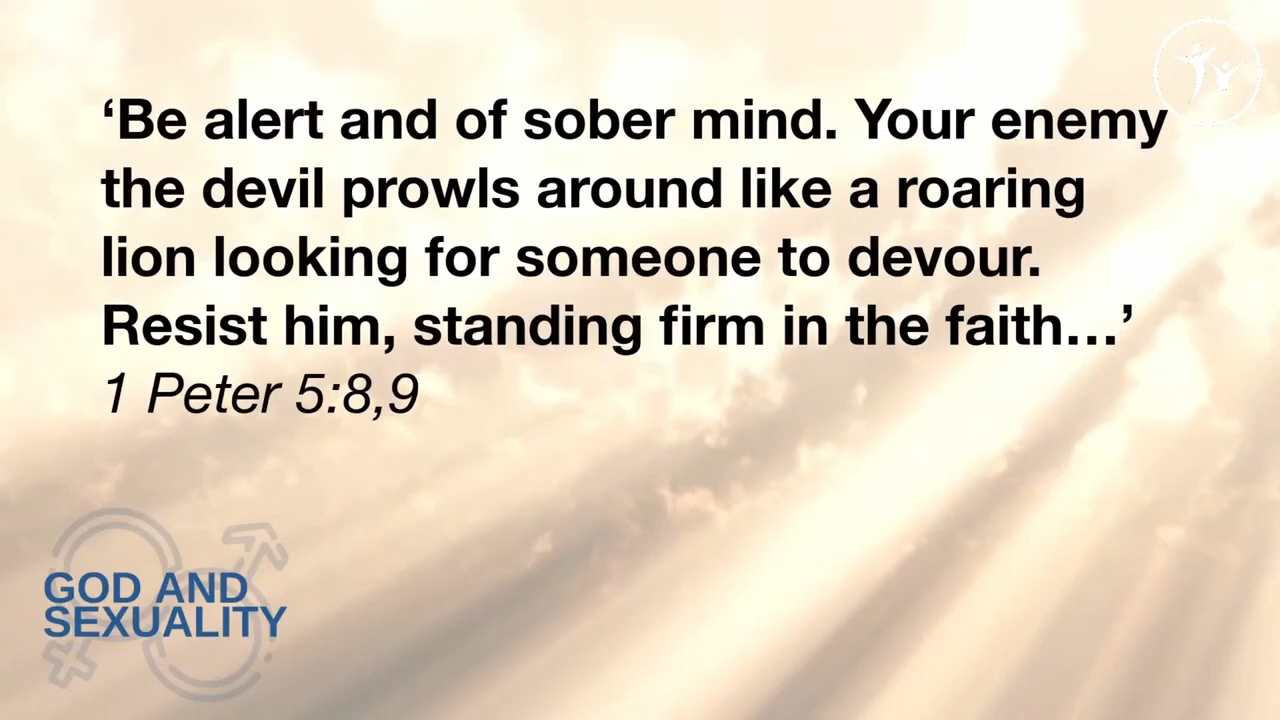 ‘Be alert and of sober mind. Your enemy
the devil prowls around like a roaring
lion looking for someone to devour.
Resist him, standing firm in the faith…’
1 Peter 5:8,9
GOD AND
SEXUALITY